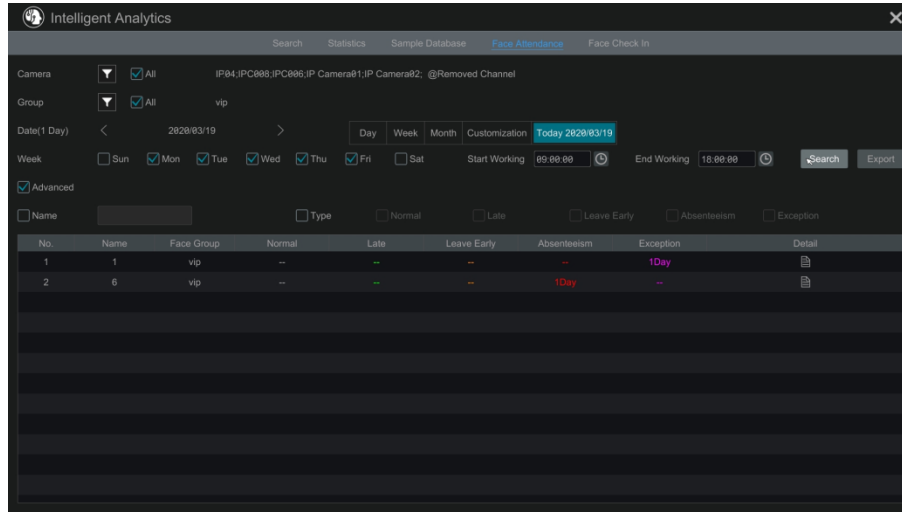 Intelligent Analytics
Search Statistics Sample Database Face Attendance Face Check In
Camera All IP04;IPC008;IPC006;IP Camera01;IP Camera02; @Removed Channel
Group All vip
Date(1 Day) < 2020/03/19 > Day Week Month Customization Today 2020/03/19
Week Sun Mon Tue Wed Thu Fri Sat Start Working 09:00:00 End Working 18:00:00 Search Export
Advanced
Name Type Normal Late Leave Early Absenteeism Exception
No. Name Face Group Normal Late Leave Early Absenteeism Exception Detail
1 1 vip -- -- -- -- 1Day
2 6 vip -- -- -- 1Day --